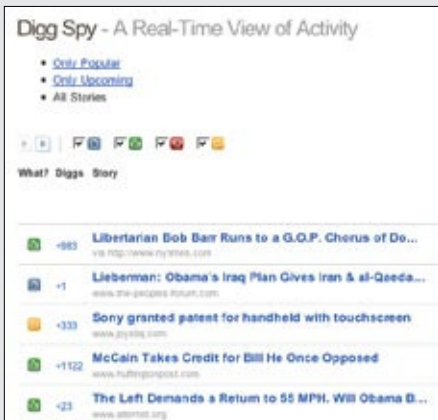 Digg Spy - A Real-Time View of Activity
Only Popular
Only Upcoming
All Stories
What? Diggs Story
+983 Libertarian Bob Barr Runs to a G.O.P. Chorus of Do...
via http://www.nytimes.com
+1 Lieberman: Obama's Iraq Plan Gives Iran & al-Qaeda...
www.the-peoples-forum.com
+333 Sony granted patent for handheld with touchscreen
www.joystiq.com
+1122 McCain Takes Credit for Bill He Once Opposed
www.huffingtonpost.com
+23 The Left Demands a Return to 55 MPH. Will Obama B...
www.alternet.org